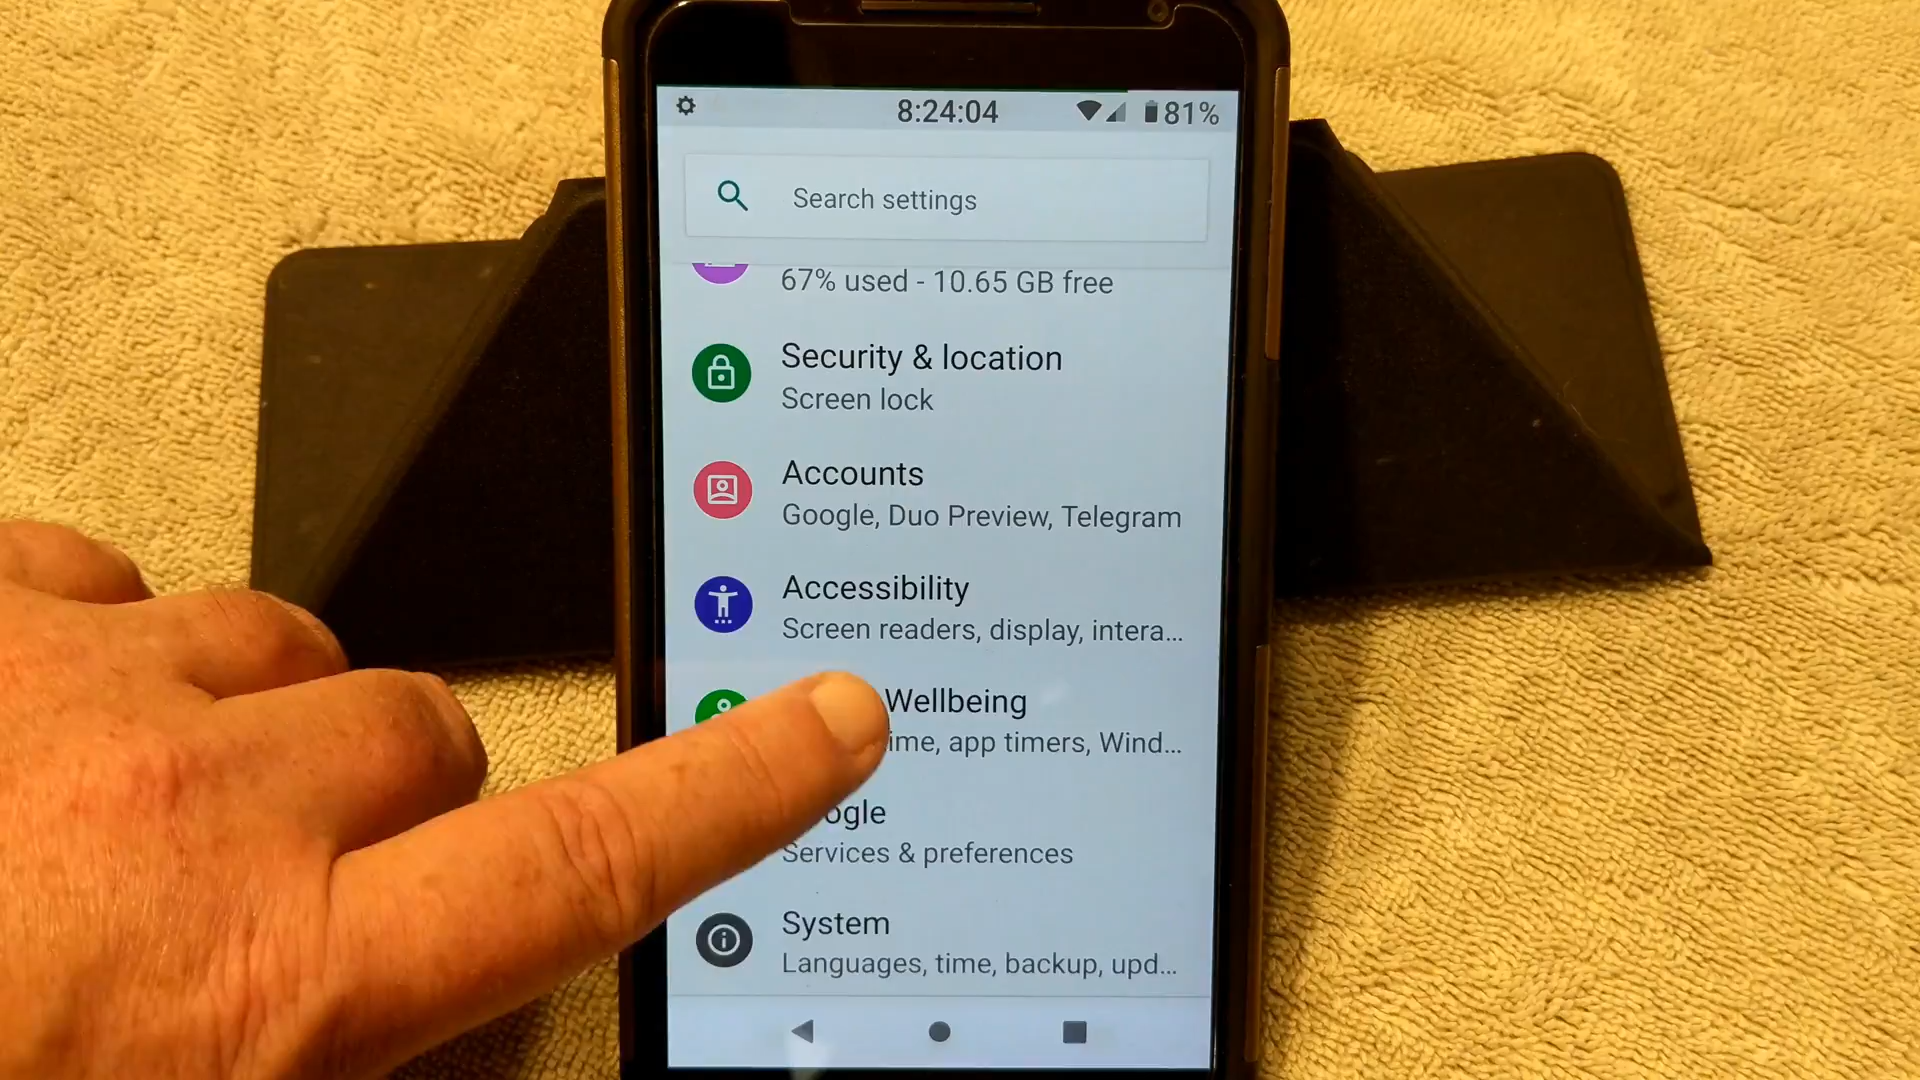 8:24:04
81%
Search settings
67% used - 10.65 GB free
Security & location
Screen lock
Accounts
Google, Duo Preview, Telegram
Accessibility
Screen readers, display, intera...
Wellbeing
ime, app timers, Wind...
ogle
Services & preferences
System
Languages, time, backup, upd...